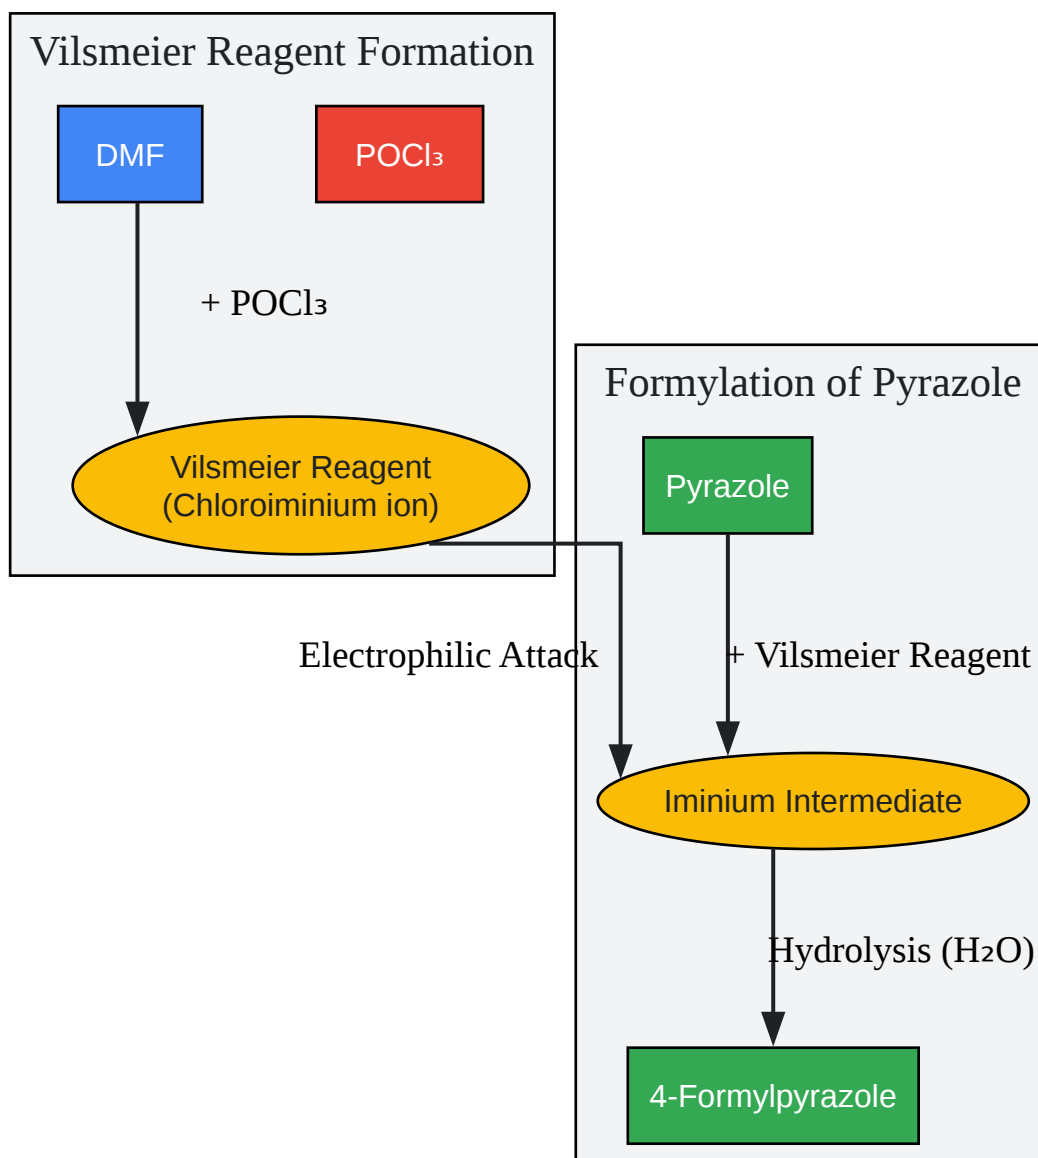 Vilsmeier Reagent Formation
DMF
POCl₃
+ POCl₃
Vilsmeier Reagent
(Chloroiminium ion)
Formylation of Pyrazole
Pyrazole
Electrophilic Attack
+ Vilsmeier Reagent
Iminium Intermediate
Hydrolysis (H₂O)
4-Formylpyrazole